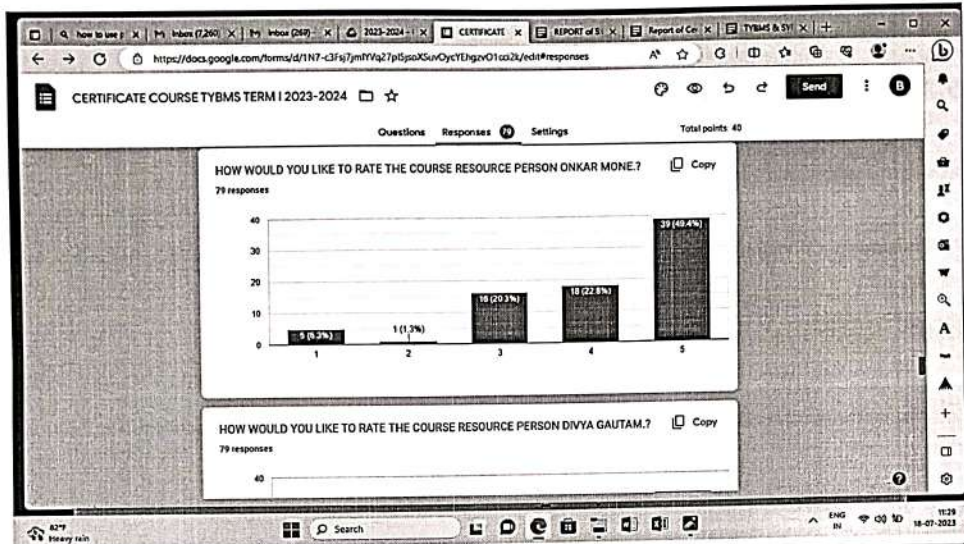 how to use p
Inbox (7,260)
Inbox (269)
2023-2024 -
CERTIFICATE
REPORT of S
Report of Ce
TYBMS & SY
https://docs.google.com/forms/d/
/edit#responses
CERTIFICATE COURSE TYBMS TERM I 2023-2024
Send
B
Questions Responses 79 Settings
Total points: 40
HOW WOULD YOU LIKE TO RATE THE COURSE RESOURCE PERSON ONKAR MONE.?
Copy
79 responses
40
30
20
10
0
5 (6.3%)
1 (1.3%)
16 (20.3%)
18 (22.8%)
39 (49.4%)
1 2 3 4 5
HOW WOULD YOU LIKE TO RATE THE COURSE RESOURCE PERSON DIVYA GAUTAM.?
Copy
79 responses
40
82°F
Heavy rain
Search
ENG
IN
11:29
18-07-2023